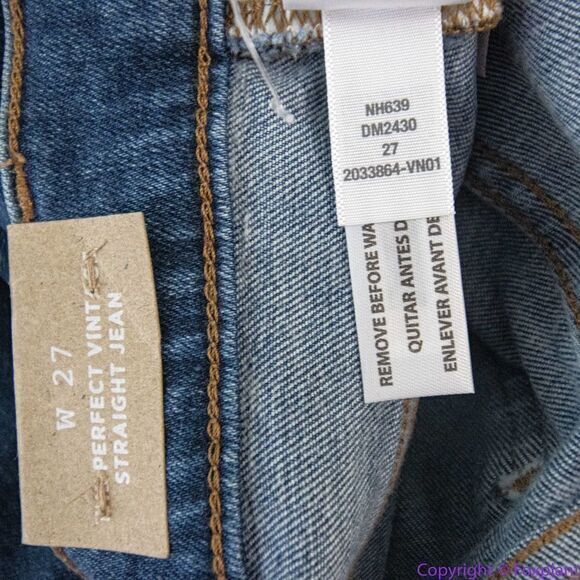 NH639
DM2430
27
2033864-VN01
REMOVE BEFORE WA
QUITAR ANTES D
ENLEVER AVANT DE
W 27
PERFECT VINT
STRAIGHT JEAN
Copyright © Foxplan